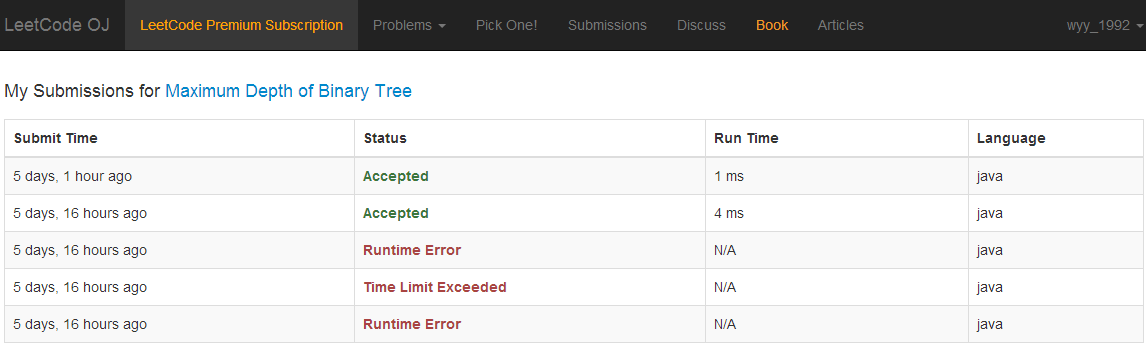 LeetCode OJ LeetCode Premium Subscription Problems Pick One! Submissions Discuss Book Articles wyy_1992
My Submissions for Maximum Depth of Binary Tree
Submit Time Status Run Time Language
5 days, 1 hour ago Accepted 1 ms java
5 days, 16 hours ago Accepted 4 ms java
5 days, 16 hours ago Runtime Error N/A java
5 days, 16 hours ago Time Limit Exceeded N/A java
5 days, 16 hours ago Runtime Error N/A java